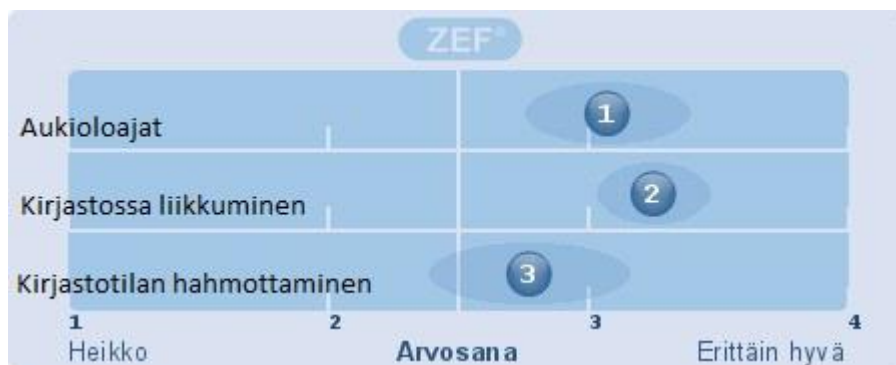 ZEF®
Aukioloajat
1
Kirjastossa liikkuminen
2
Kirjastotilan hahmottaminen
3
1 2 3 4
Heikko Arvosana Erittäin hyvä